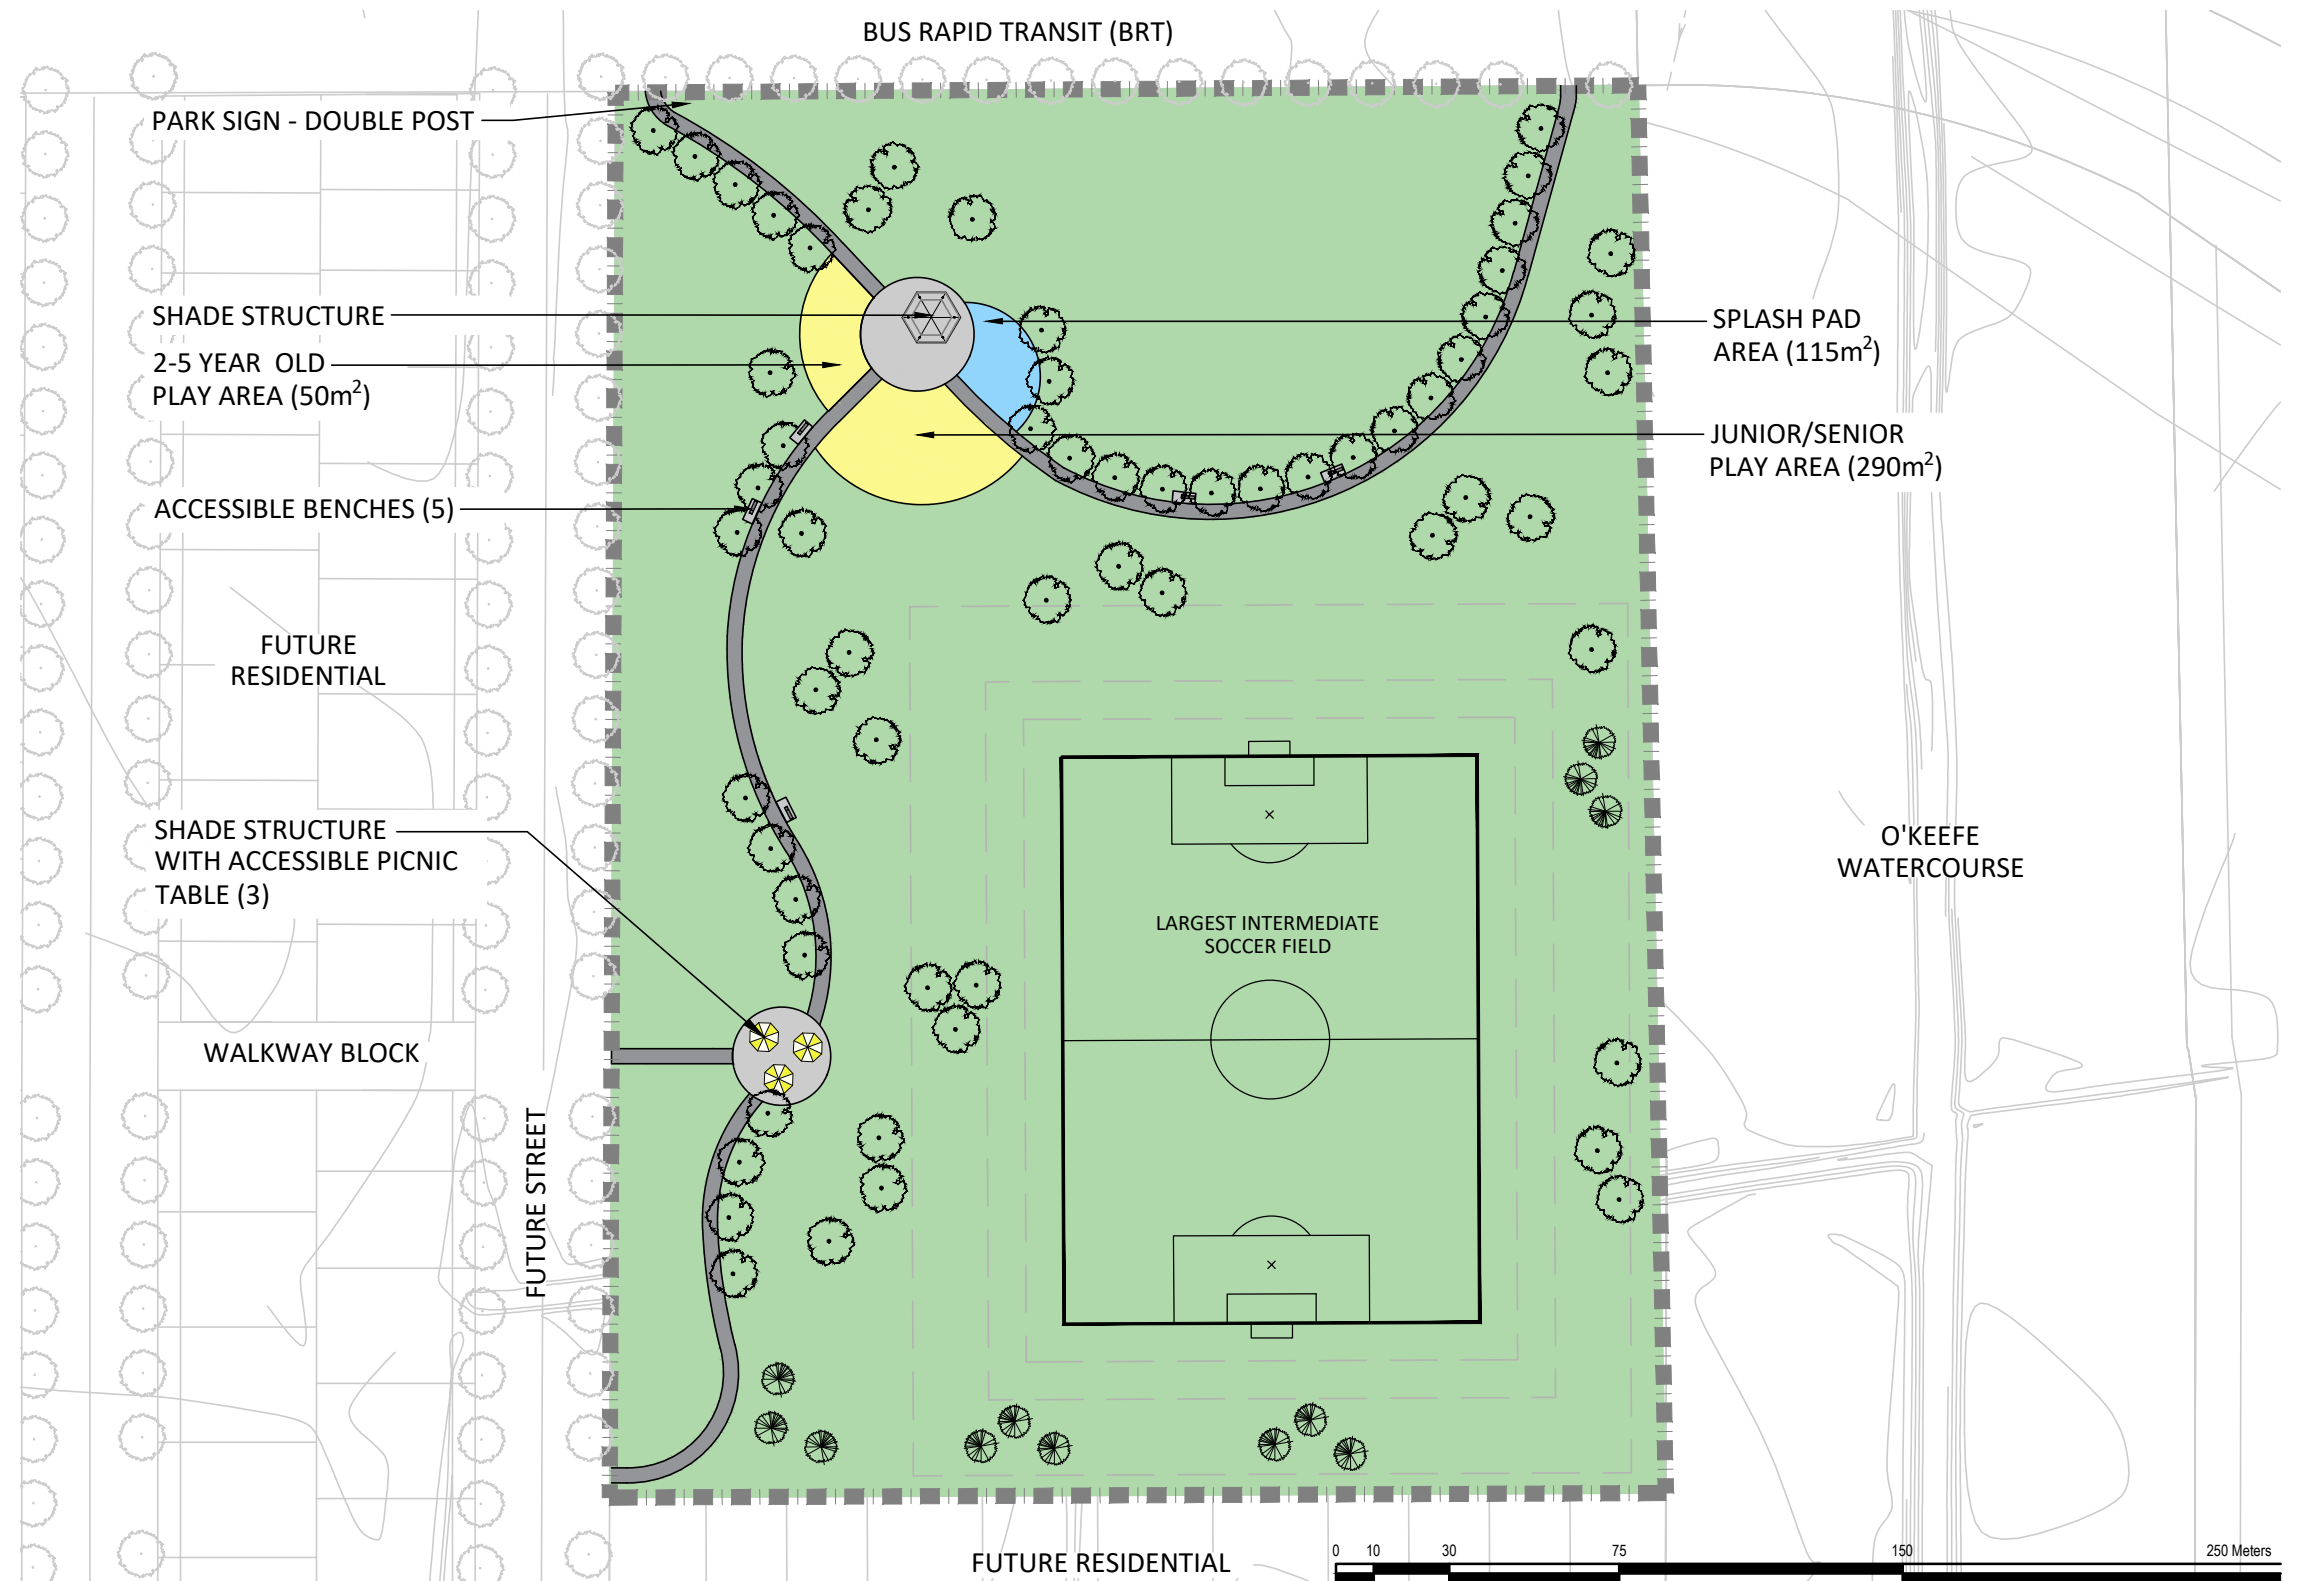 BUS RAPID TRANSIT (BRT)
PARK SIGN - DOUBLE POST
SHADE STRUCTURE
2-5 YEAR OLD
PLAY AREA (50m²)
SPLASH PAD
AREA (115m²)
JUNIOR/SENIOR
PLAY AREA (290m²)
ACCESSIBLE BENCHES (5)
FUTURE
RESIDENTIAL
SHADE STRUCTURE
WITH ACCESSIBLE PICNIC
TABLE (3)
O'KEEFE
WATERCOURSE
LARGEST INTERMEDIATE
SOCCER FIELD
WALKWAY BLOCK
FUTURE STREET
FUTURE RESIDENTIAL
0 10 30 75 150 250 Meters